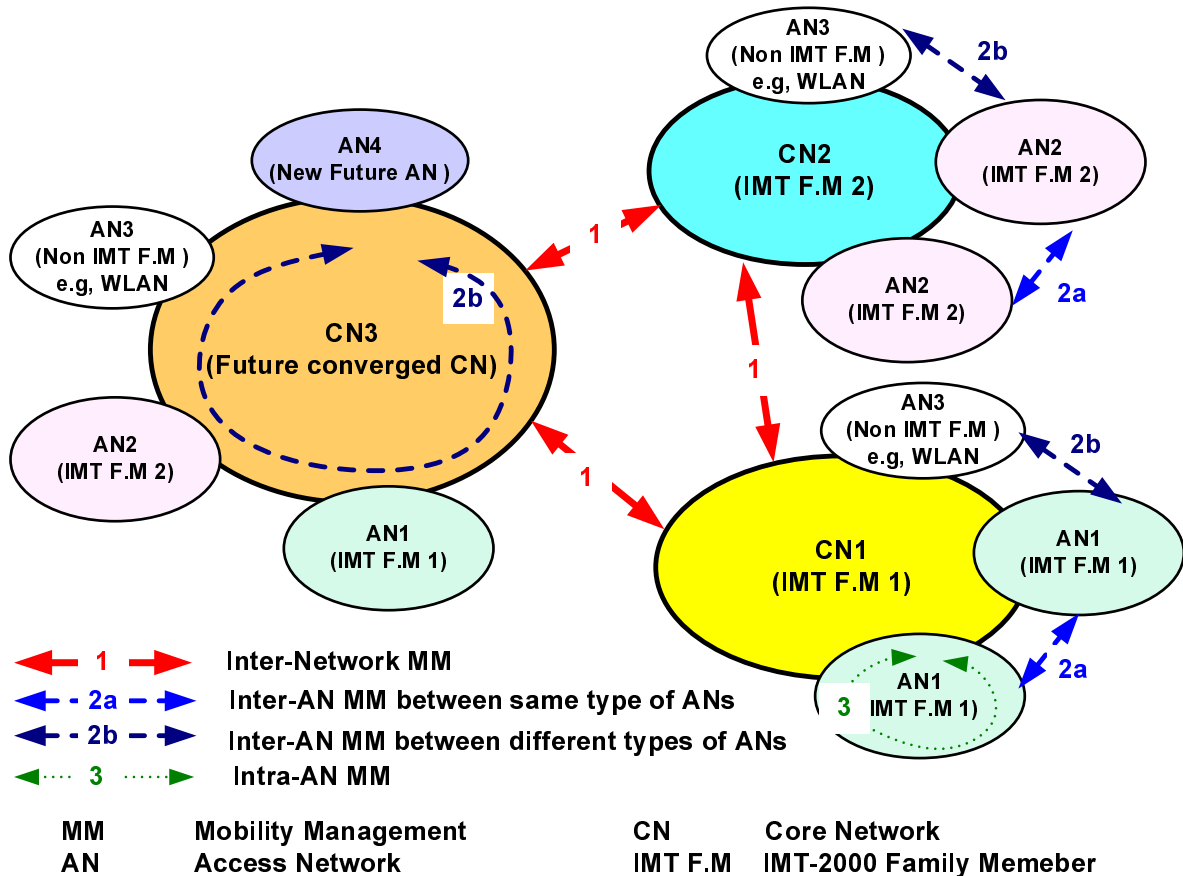 AN3
(Non IMT F.M )
e.g, WLAN
2b
AN4
(New Future AN )
CN2
(IMT F.M 2)
AN2
(IMT F.M 2)
AN3
(Non IMT F.M )
e.g, WLAN
1
2b
AN2
(IMT F.M 2)
2a
CN3
(Future converged CN)
1
AN3
(Non IMT F.M )
e.g, WLAN
2b
AN2
(IMT F.M 2)
1
AN1
(IMT F.M 1)
CN1
(IMT F.M 1)
AN1
(IMT F.M 1)
1 Inter-Network MM
2a Inter-AN MM between same type of ANs
2b Inter-AN MM between different types of ANs
3 Intra-AN MM
AN1
(IMT F.M 1)
3
2a
MM Mobility Management
AN Access Network
CN Core Network
IMT F.M IMT-2000 Family Memeber